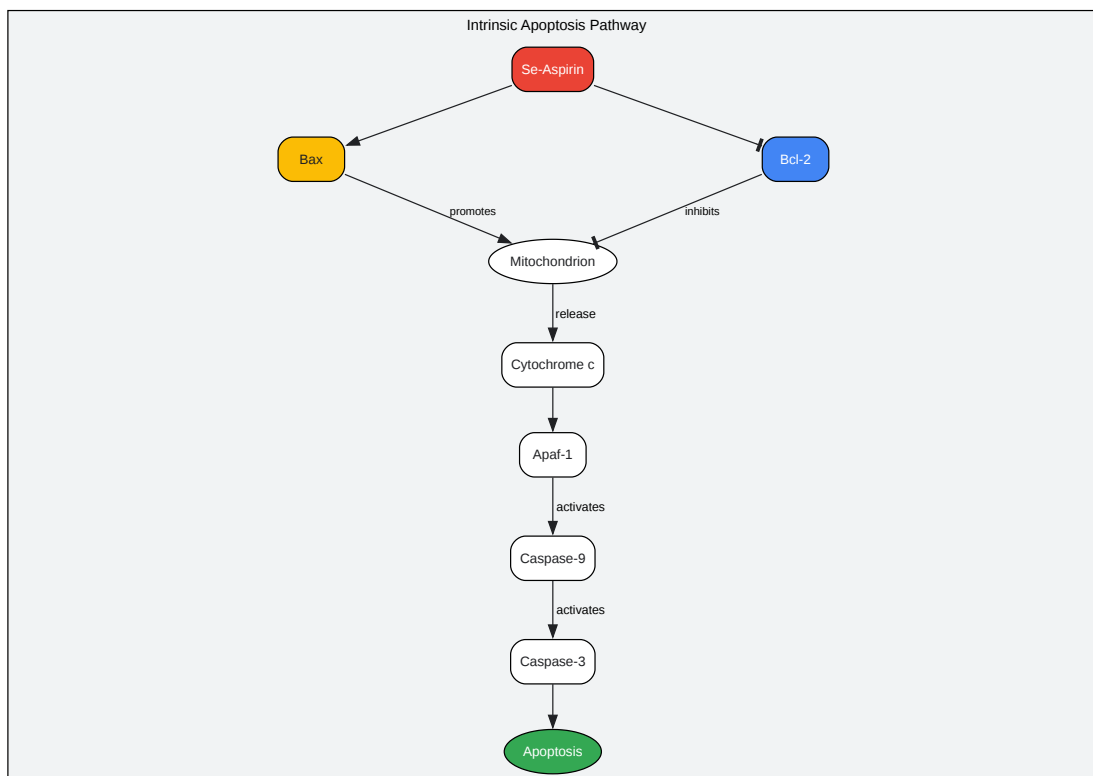 Intrinsic Apoptosis Pathway
Se-Aspirin
Bax
Bcl-2
promotes
inhibits
Mitochondrion
release
Cytochrome c
Apaf-1
activates
Caspase-9
activates
Caspase-3
Apoptosis